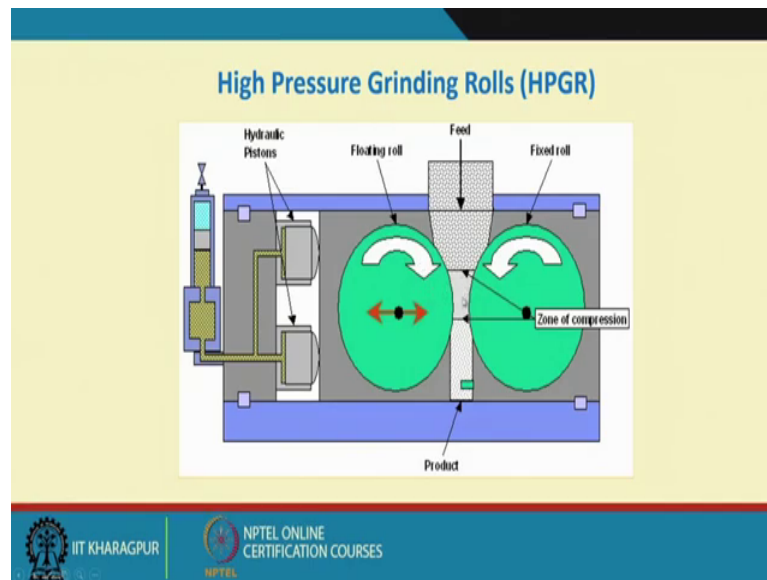 High Pressure Grinding Rolls (HPGR)
Hydraulic
Pistons
Floating roll
Feed
Fixed roll
Zone of compression
Product
IIT KHARAGPUR
NPTEL
NPTEL ONLINE
CERTIFICATION COURSES